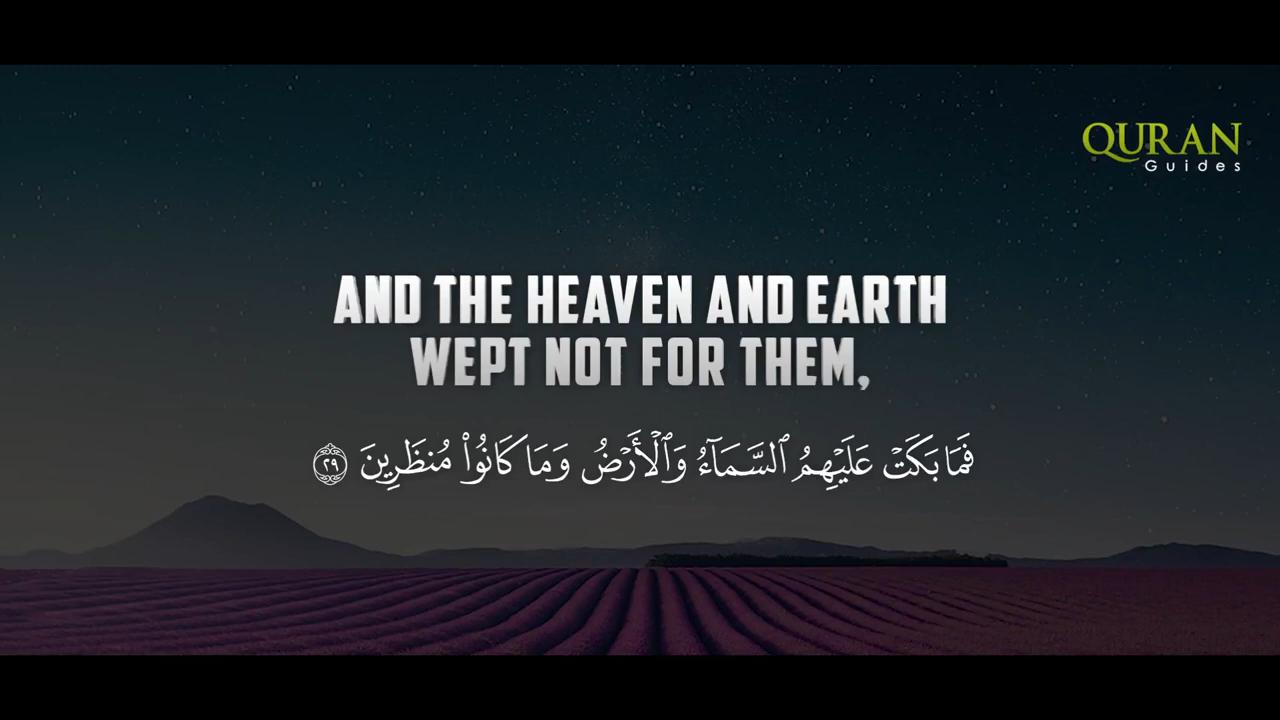 QURAN
Guides
AND THE HEAVEN AND EARTH
WEPT NOT FOR THEM,
فَمَا بَكَتْ عَلَيْهِمُ ٱلسَّمَآءُ وَٱلْأَرْضُ وَمَا كَانُوا۟ مُنظَرِينَ ٢٩